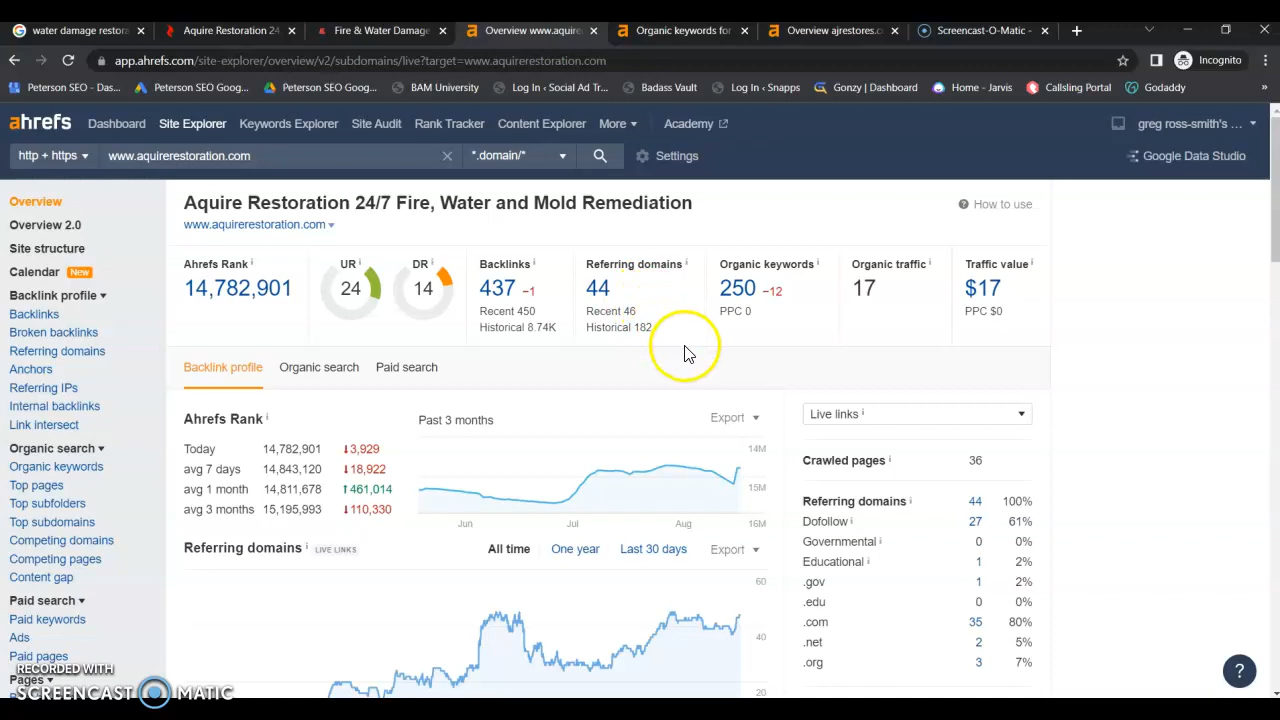 water damage restora
Aquire Restoration 24
Fire & Water Damage
Overview www.aquire
Organic keywords for
Overview ajrestores.c
Screencast-O-Matic -
app.ahrefs.com/site-explorer/overview/v2/subdomains/live?target=www.aquirerestoration.com
Incognito
Peterson SEO - Das...
Peterson SEO Goog...
Peterson SEO Goog...
BAM University
Log In ‹ Social Ad Tr...
Badass Vault
Log In ‹ Snapps
Gonzy | Dashboard
Home - Jarvis
Callsling Portal
Godaddy
ahrefs
Dashboard
Site Explorer
Keywords Explorer
Site Audit
Rank Tracker
Content Explorer
More
Academy
greg ross-smith's ...
http + https
www.aquirerestoration.com
*.domain/*
Settings
Google Data Studio
Overview
Overview 2.0
Site structure
Calendar New
Backlink profile
Backlinks
Broken backlinks
Referring domains
Anchors
Referring IPs
Internal backlinks
Link intersect
Organic search
Organic keywords
Top pages
Top subfolders
Top subdomains
Competing domains
Competing pages
Content gap
Paid search
Paid keywords
Ads
Paid pages
Pages
RECORDED WITH
SCREENCAST MATIC
Aquire Restoration 24/7 Fire, Water and Mold Remediation
www.aquirerestoration.com
How to use
Ahrefs Rank
14,782,901
UR
24
DR
14
Backlinks
437 −1
Recent 450
Historical 8.74K
Referring domains
44
Recent 46
Historical 182
Organic keywords
250 −12
PPC 0
Organic traffic
17
Traffic value
$17
PPC $0
Backlink profile
Organic search
Paid search
Ahrefs Rank
Today 14,782,901 ↓3,929
avg 7 days 14,843,120 ↓18,922
avg 1 month 14,811,678 ↑461,014
avg 3 months 15,195,993 ↓110,330
Past 3 months
Export
14M
15M
16M
Jun
Jul
Aug
Referring domains LIVE LINKS
All time
One year
Last 30 days
Export
60
40
20
Live links
Crawled pages 36
Referring domains 44 100%
Dofollow 27 61%
Governmental 0 0%
Educational 1 2%
.gov 1 2%
.edu 0 0%
.com 35 80%
.net 2 5%
.org 3 7%
?